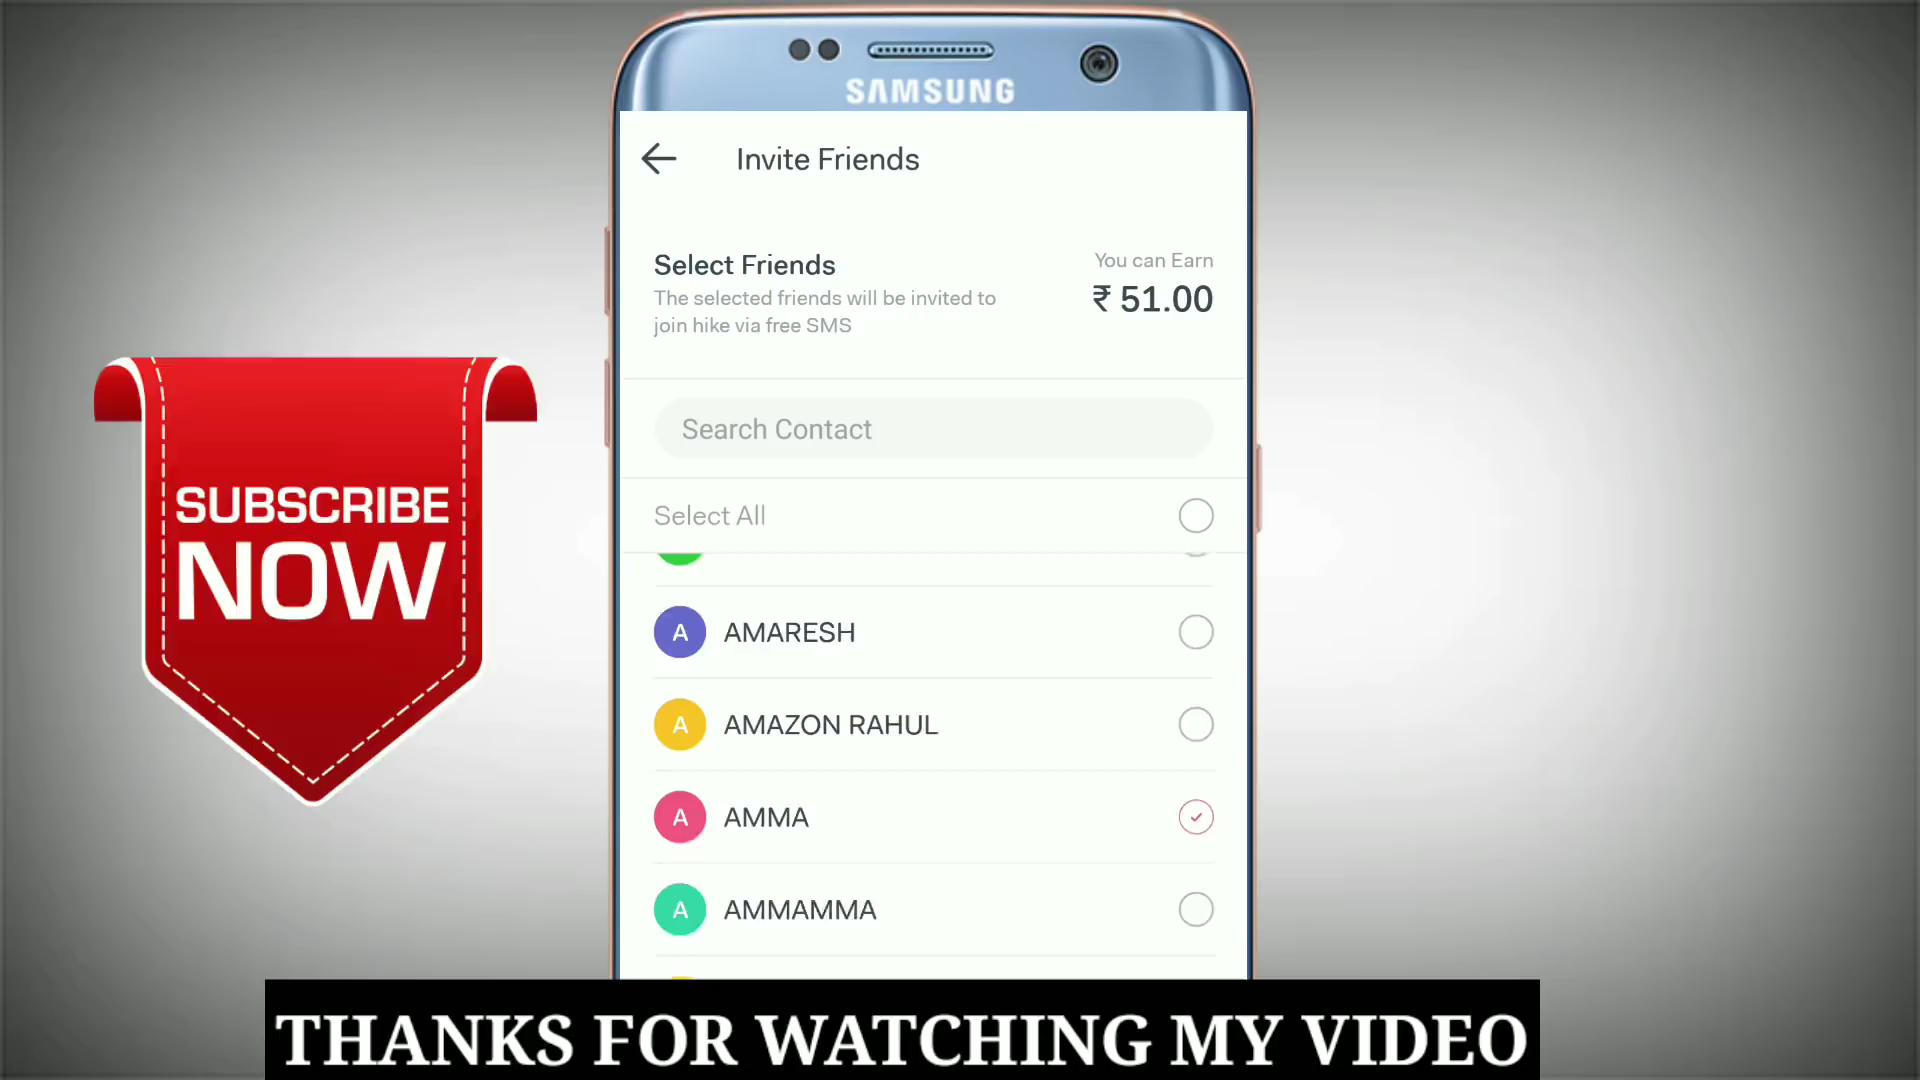 SAMSUNG
Invite Friends
Select Friends
You can Earn
The selected friends will be invited to
join hike via free SMS
₹ 51.00
Search Contact
Select All
SUBSCRIBE
NOW
A AMARESH
A AMAZON RAHUL
A AMMA
A AMMAMMA
THANKS FOR WATCHING MY VIDEO